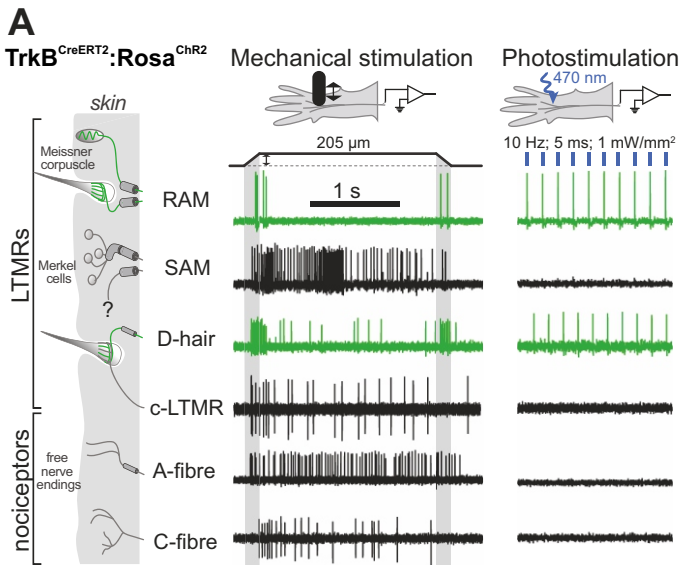 A
TrkB^CreERT2:Rosa^ChR2
Mechanical stimulation
Photostimulation
470 nm
skin
205 µm
10 Hz; 5 ms; 1 mW/mm²
1 s
LTMRs
Meissner
corpuscle
RAM
Merkel
cells
SAM
?
D-hair
c-LTMR
nociceptors
free
nerve
endings
A-fibre
C-fibre